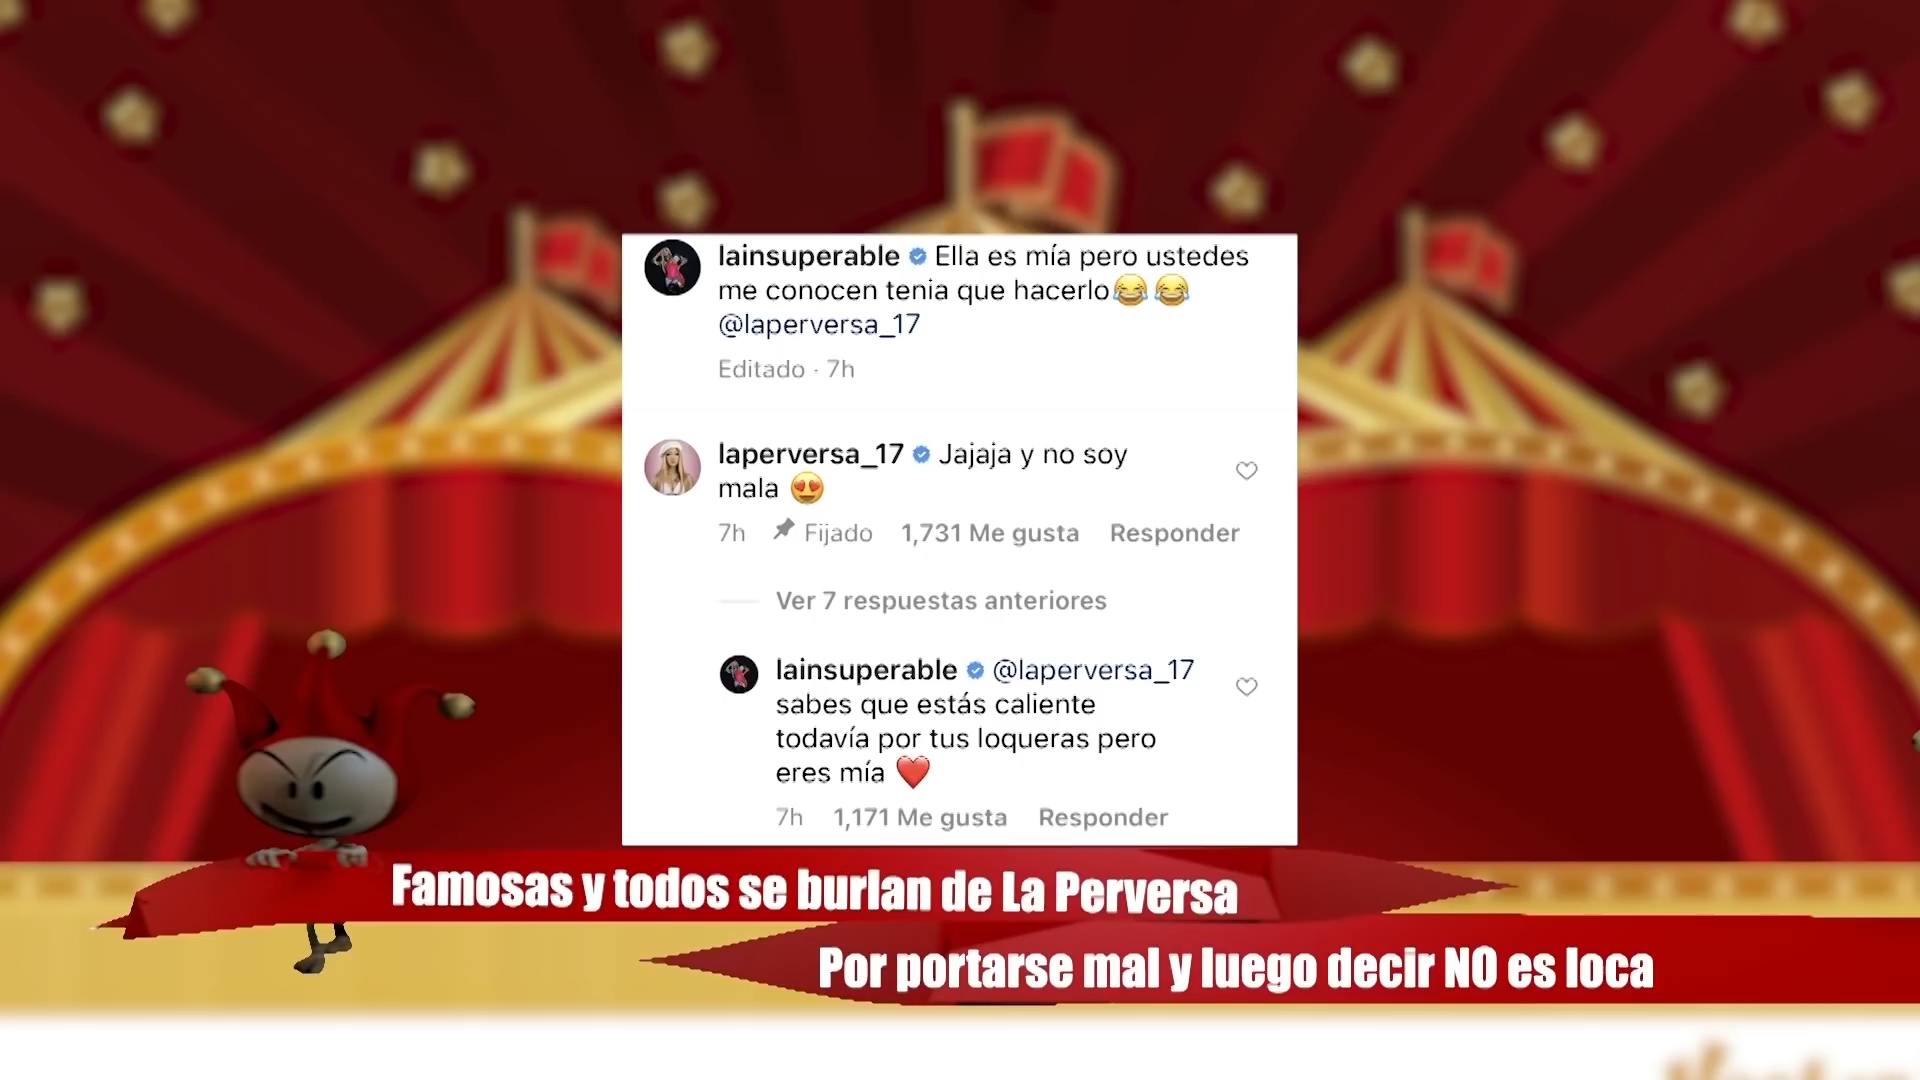 lainsuperable Ella es mía pero ustedes
me conocen tenia que hacerlo😂😂
@laperversa_17
Editado · 7h
laperversa_17 Jajaja y no soy
mala 😍
7h Fijado 1,731 Me gusta Responder
Ver 7 respuestas anteriores
lainsuperable @laperversa_17
sabes que estás caliente
todavía por tus loqueras pero
eres mía ❤️
7h 1,171 Me gusta Responder
Famosas y todos se burlan de La Perversa
Por portarse mal y luego decir NO es loca